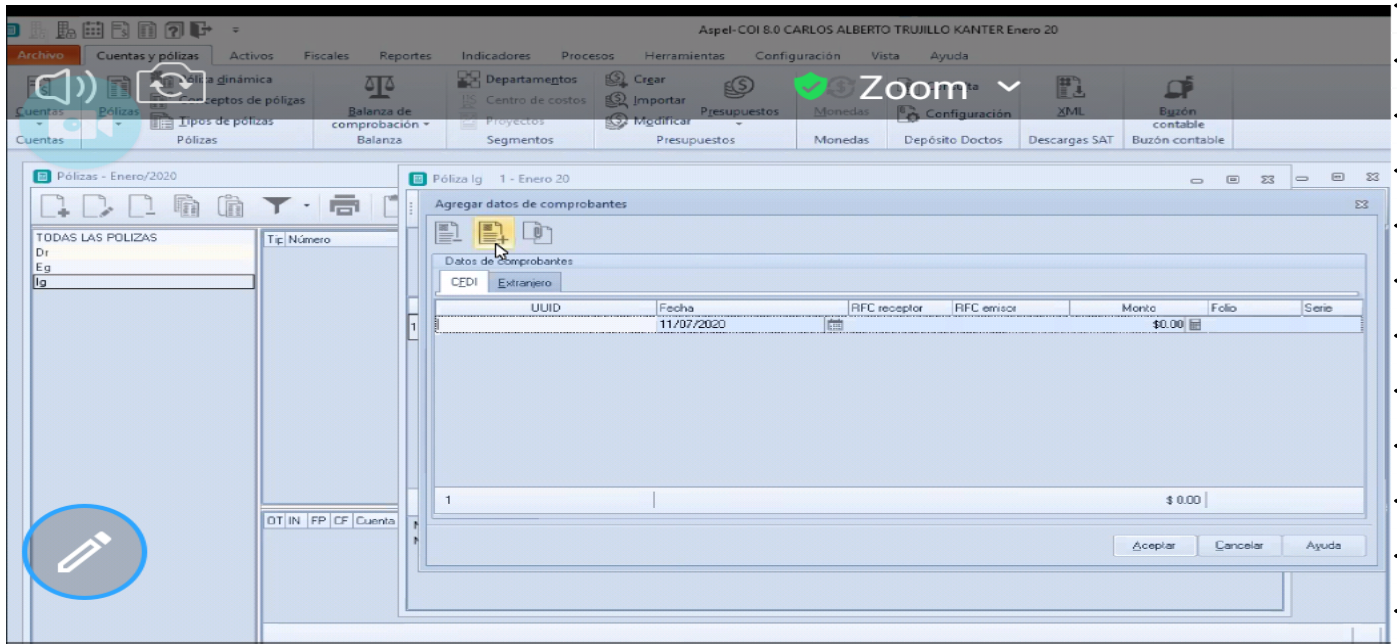 Aspel-COI 8.0 CARLOS ALBERTO TRUJILLO KANTER Enero 20
Archivo Cuentas y pólizas Activos Fiscales Reportes Indicadores Procesos Herramientas Configuración Vista Ayuda
Zoom
Póliza dinámica Departamentos Crear
Conceptos de pólizas Centro de costos Importar
Cuentas Pólizas Tipos de pólizas Balanza de comprobación Proyectos Modificar Presupuestos Monedas Configuración XML Buzón contable
Cuentas Pólizas Balanza Segmentos Presupuestos Monedas Depósito Doctos Descargas SAT Buzón contable
Pólizas - Enero/2020
Póliza Ig 1 - Enero 20
Agregar datos de comprobantes
TODAS LAS POLIZAS
Dr
Eg
Ig
Tip Número
Datos de comprobantes
CFDI Extranjero
UUID Fecha RFC receptor RFC emisor Monto Folio Serie
1 11/07/2020 $0.00
1 $ 0.00
OT IN FP CF Cuenta
Aceptar Cancelar Ayuda